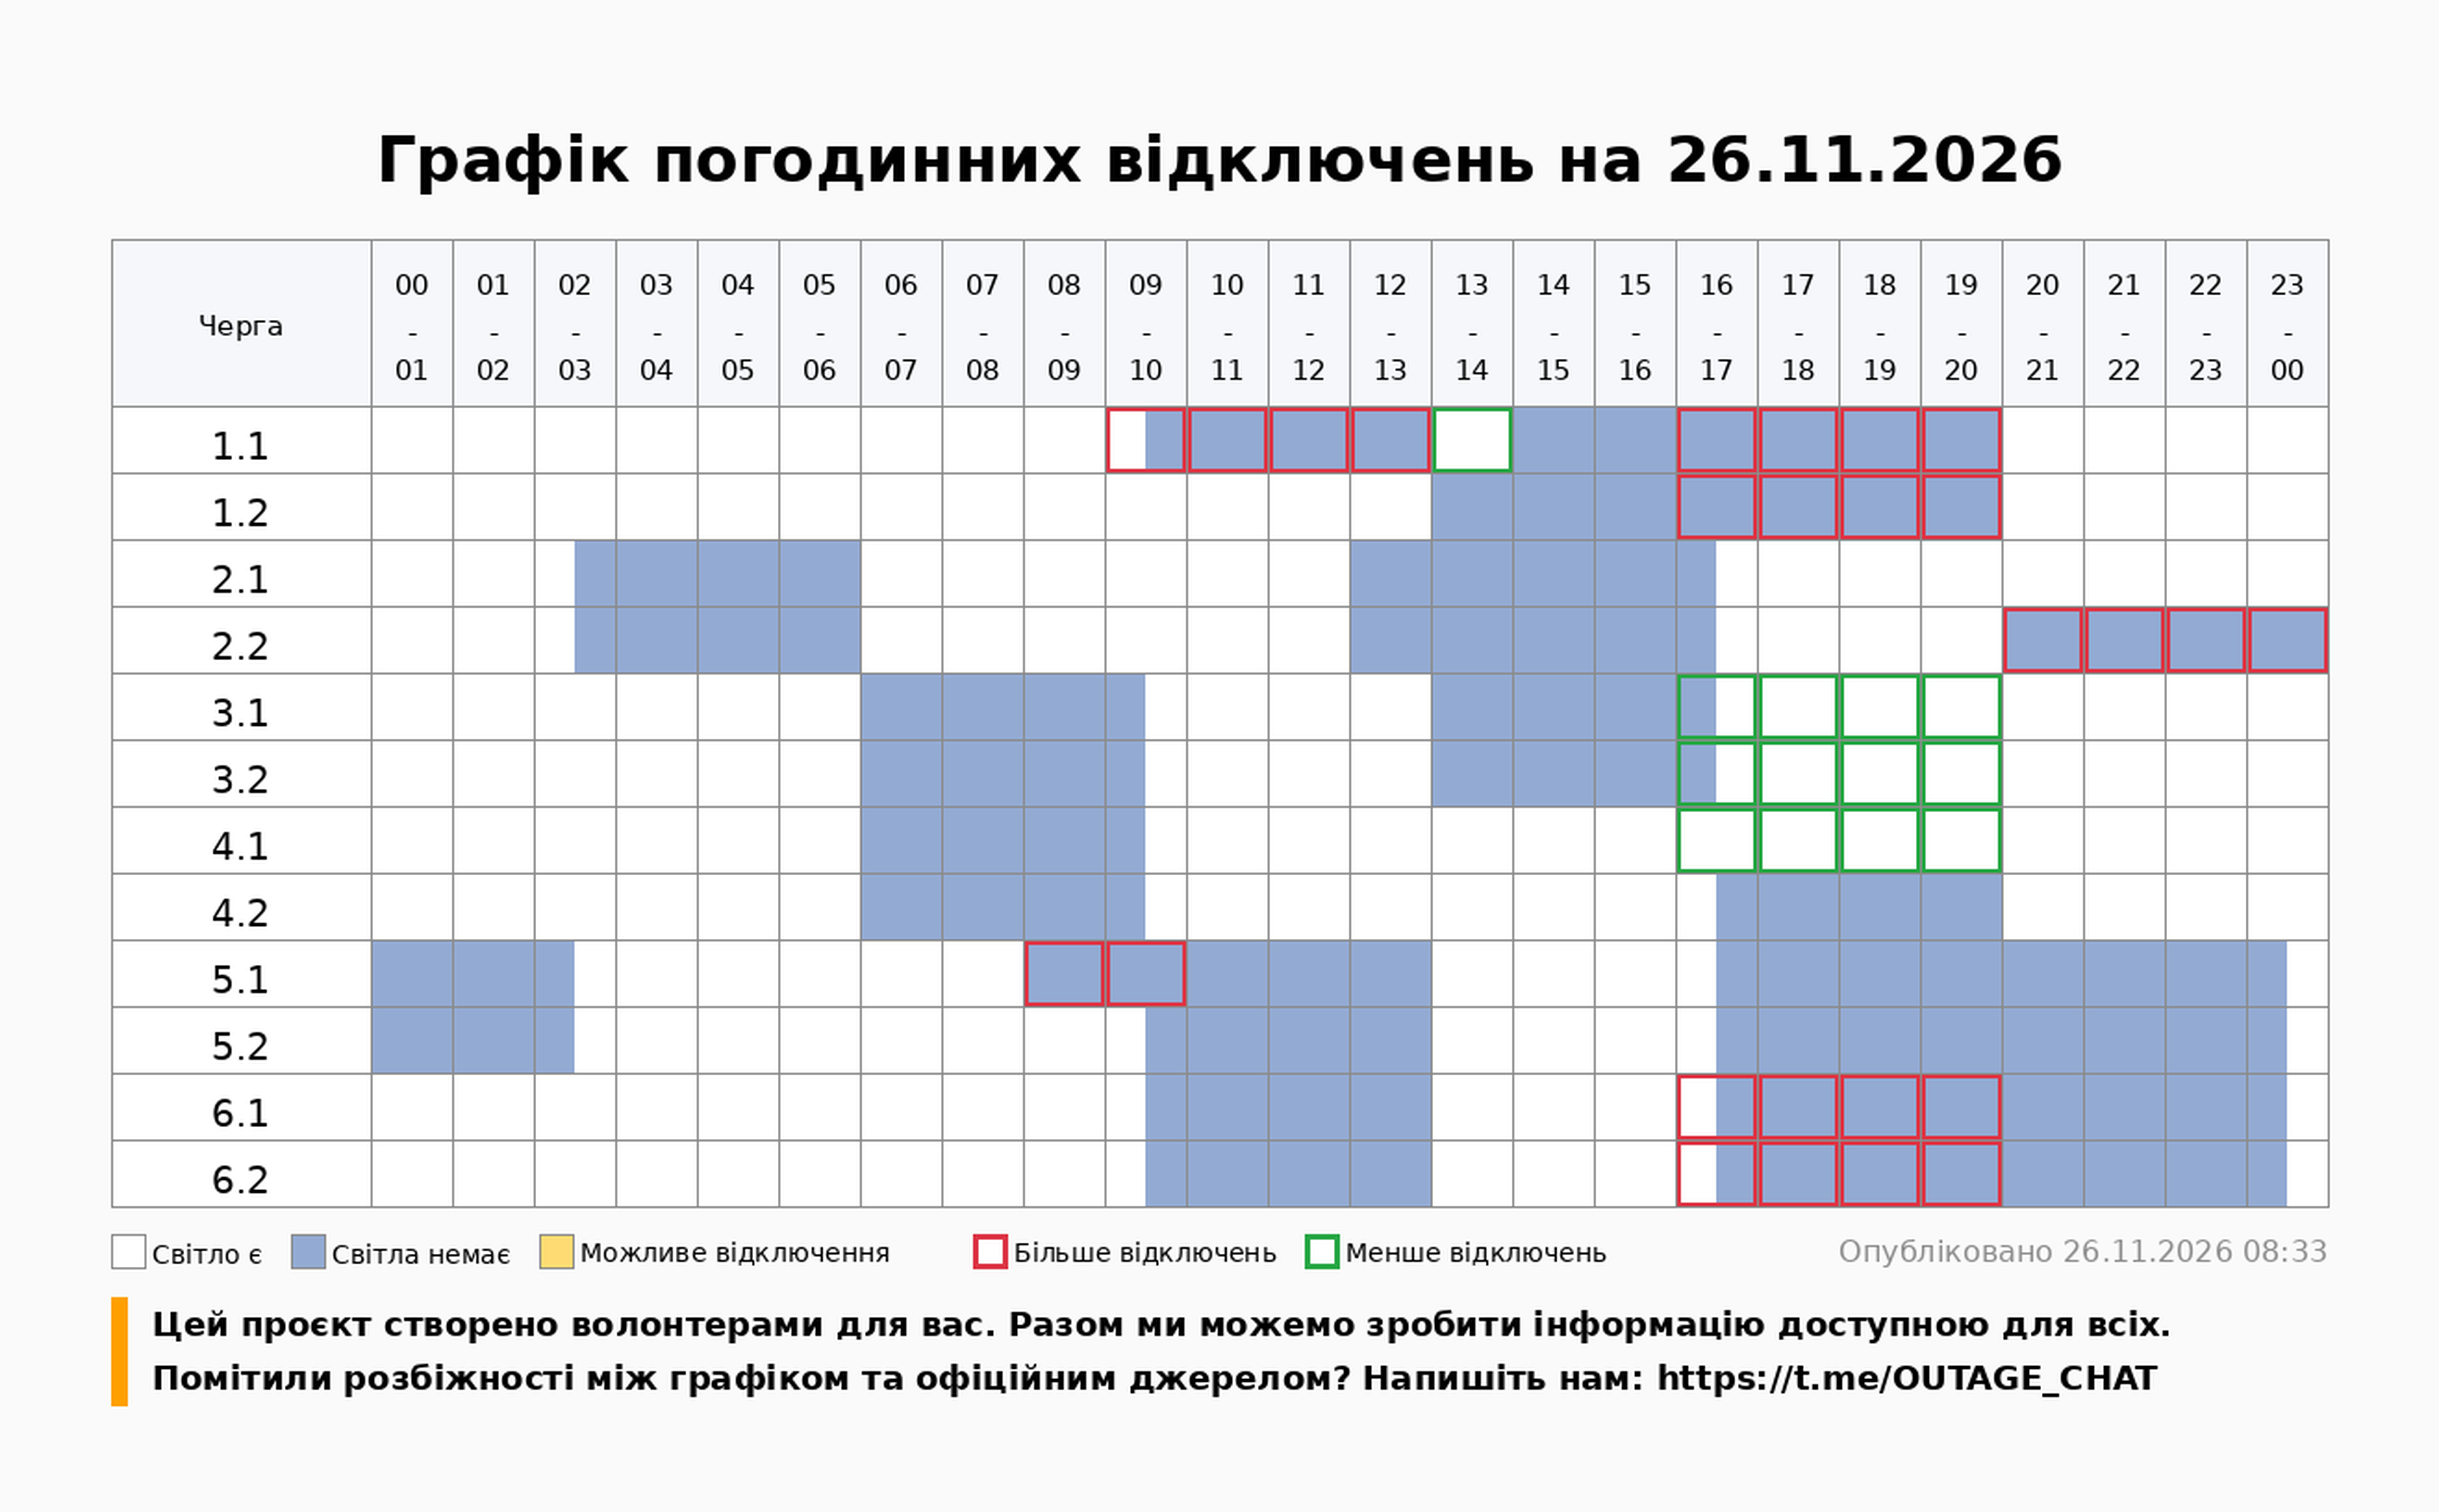 Графік погодинних відключень на 26.11.2026
Черга
00 - 01
01 - 02
02 - 03
03 - 04
04 - 05
05 - 06
06 - 07
07 - 08
08 - 09
09 - 10
10 - 11
11 - 12
12 - 13
13 - 14
14 - 15
15 - 16
16 - 17
17 - 18
18 - 19
19 - 20
20 - 21
21 - 22
22 - 23
23 - 00
1.1
1.2
2.1
2.2
3.1
3.2
4.1
4.2
5.1
5.2
6.1
6.2
Світло є
Світла немає
Можливе відключення
Більше відключень
Менше відключень
Опубліковано 26.11.2026 08:33
Цей проєкт створено волонтерами для вас. Разом ми можемо зробити інформацію доступною для всіх.
Помітили розбіжності між графіком та офіційним джерелом? Напишіть нам: https://t.me/OUTAGE_CHAT